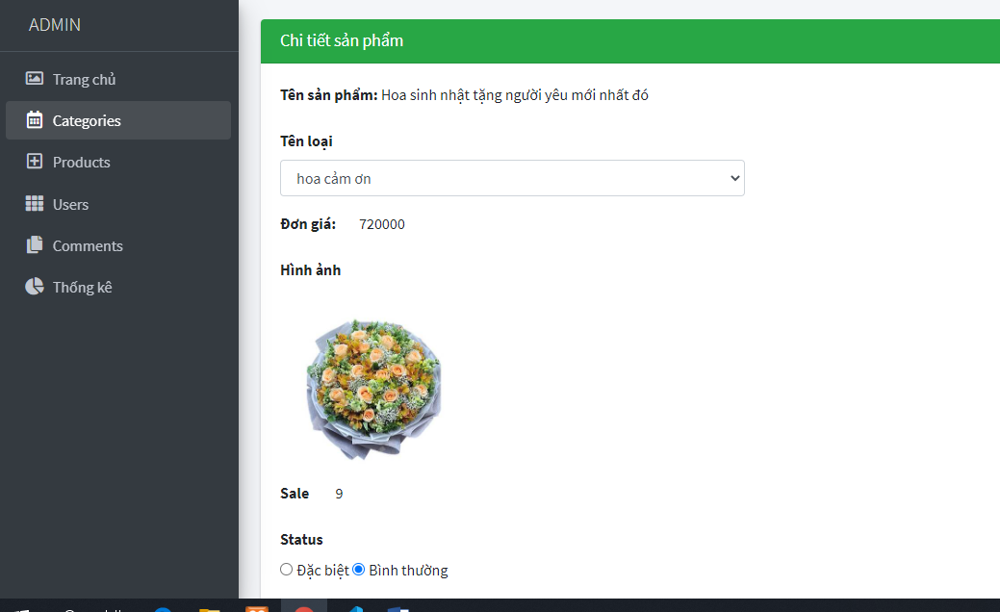 ADMIN
Trang chủ
Categories
Products
Users
Comments
Thống kê
Chi tiết sản phẩm
Tên sản phẩm: Hoa sinh nhật tặng người yêu mới nhất đó
Tên loại
hoa cảm ơn
Đơn giá: 720000
Hình ảnh
Sale 9
Status
Đặc biệt Bình thường